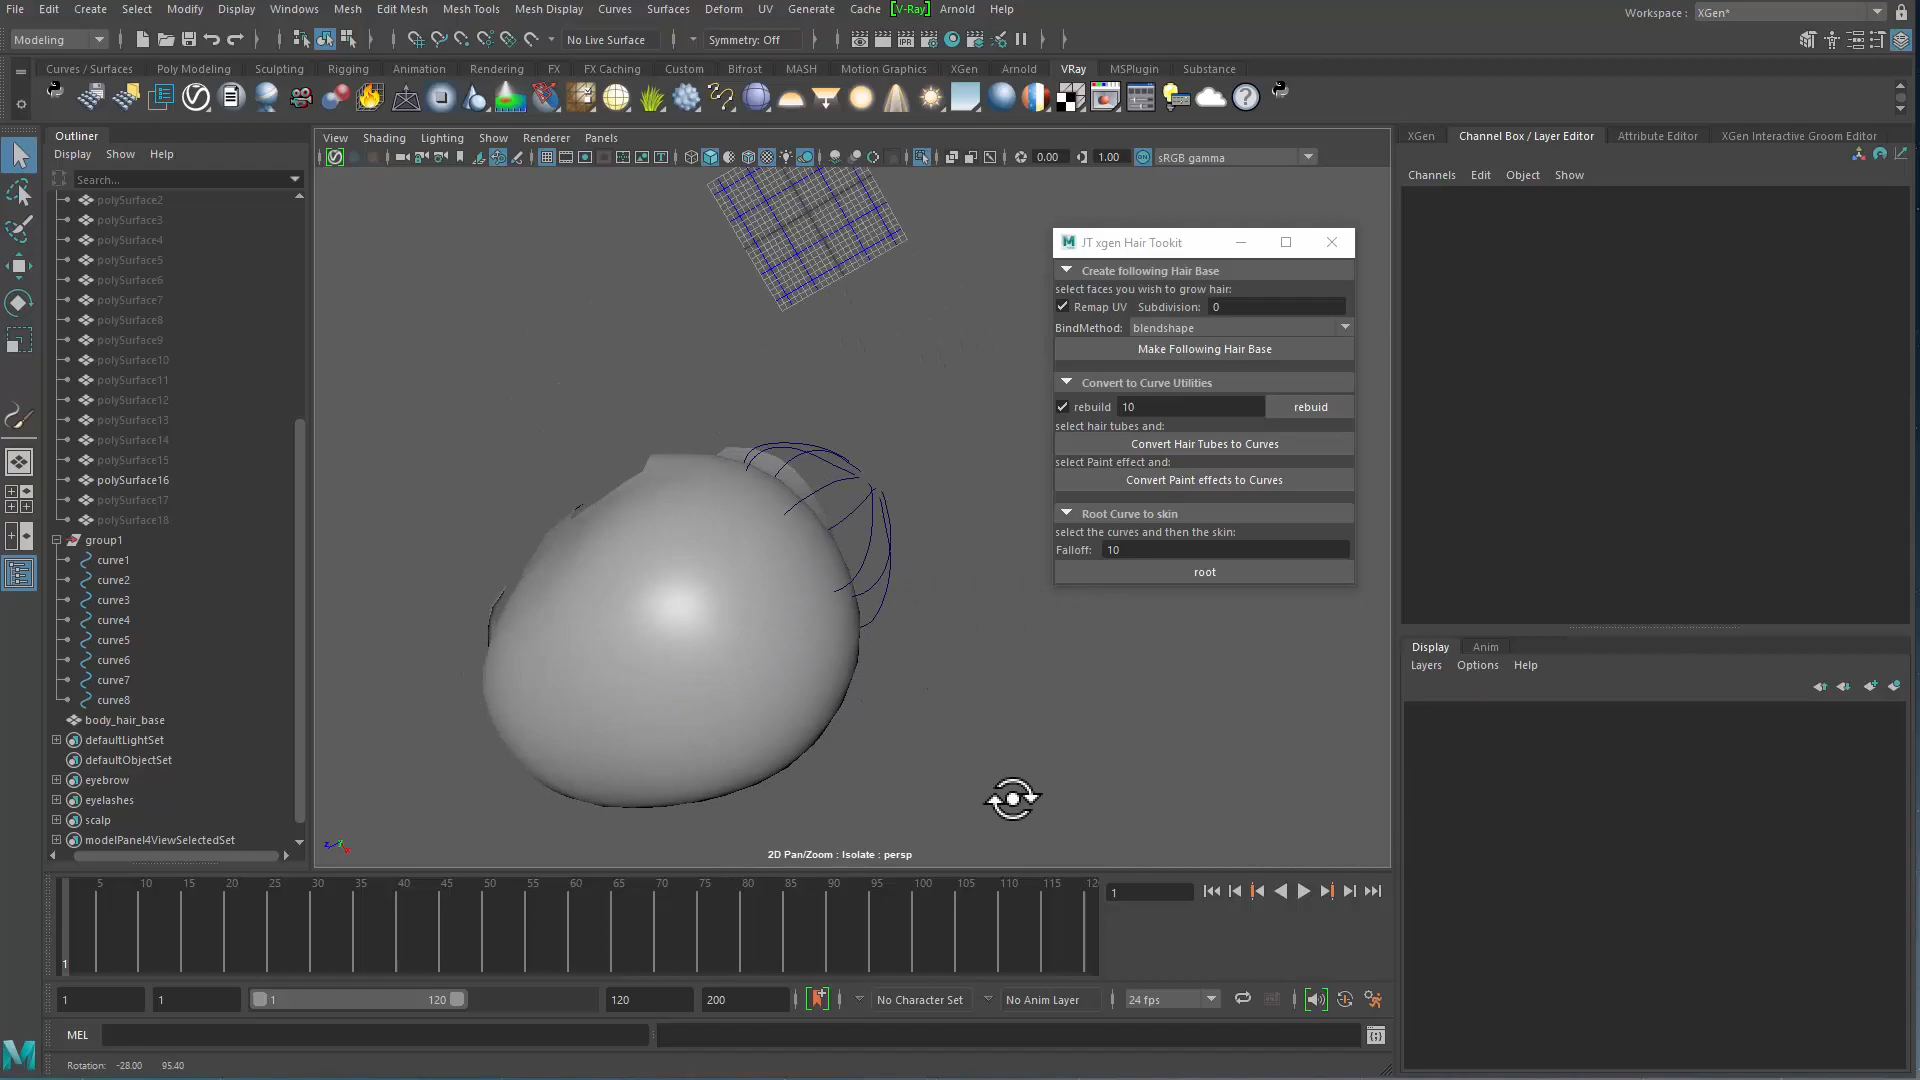 File Edit Create Select Modify Display Windows Mesh Edit Mesh Mesh Tools Mesh Display Curves Surfaces Deform UV Generate Cache [V-Ray] Arnold Help
Workspace : XGen*
Modeling No Live Surface Symmetry: Off
Curves / Surfaces Poly Modeling Sculpting Rigging Animation Rendering FX FX Caching Custom Bifrost MASH Motion Graphics XGen Arnold VRay MSPlugin Substance
IPR
Outliner
Display Show Help
Search...
polySurface2
polySurface3
polySurface4
polySurface5
polySurface6
polySurface7
polySurface8
polySurface9
polySurface10
polySurface11
polySurface12
polySurface13
polySurface14
polySurface15
polySurface16
polySurface17
polySurface18
group1
curve1
curve2
curve3
curve4
curve5
curve6
curve7
curve8
body_hair_base
defaultLightSet
defaultObjectSet
eyebrow
eyelashes
scalp
modelPanel4ViewSelectedSet
View Shading Lighting Show Renderer Panels
0.00 1.00 sRGB gamma
JT xgen Hair Tookit
Create following Hair Base
select faces you wish to grow hair:
Remap UV Subdivision: 0
BindMethod: blendshape
Make Following Hair Base
Convert to Curve Utilities
rebuild 10 rebuid
select hair tubes and:
Convert Hair Tubes to Curves
select Paint effect and:
Convert Paint effects to Curves
Root Curve to skin
select the curves and then the skin:
Falloff: 10
root
2D Pan/Zoom : Isolate : persp
XGen Channel Box / Layer Editor Attribute Editor XGen Interactive Groom Editor
Channels Edit Object Show
Display Anim
Layers Options Help
5 10 15 20 25 30 35 40 45 50 55 60 65 70 75 80 85 90 95 100 105 110 115 12
1
1
1 1 1 120 120 200 No Character Set No Anim Layer 24 fps
MEL
Rotation: -28.00 95.40